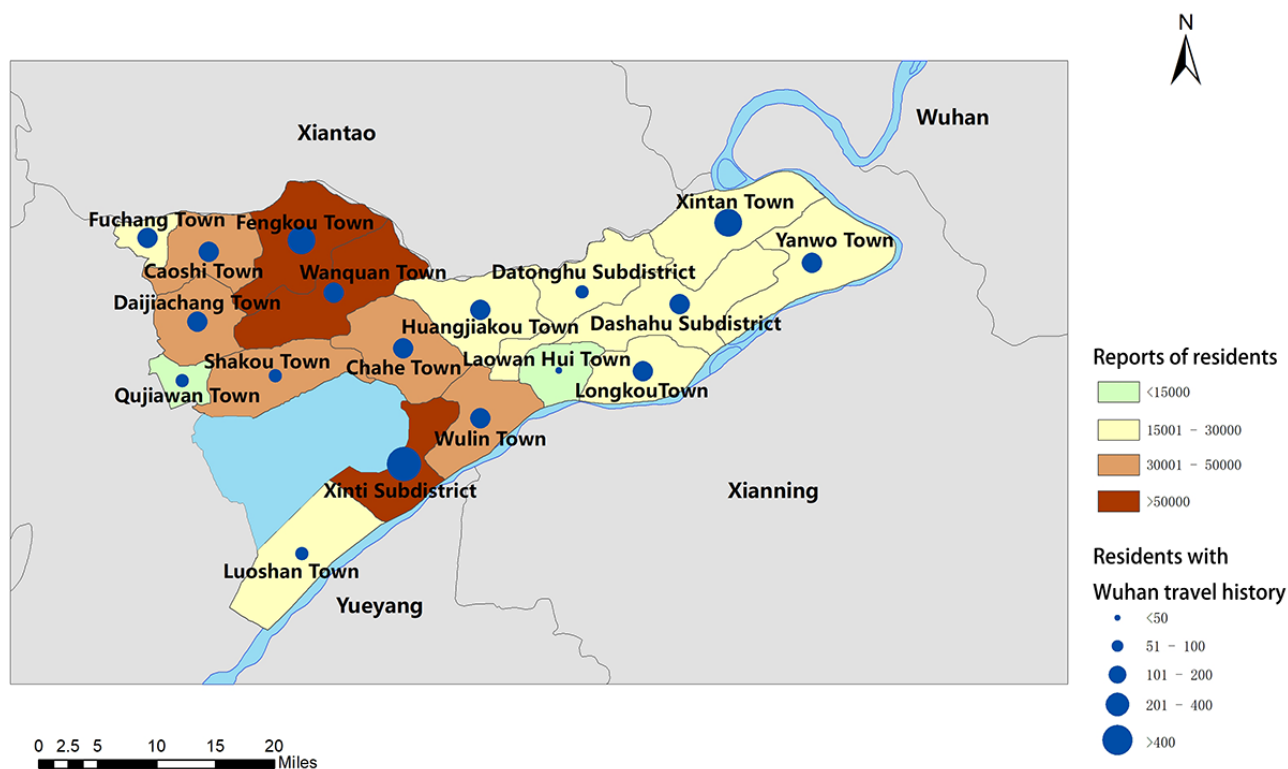 N
Wuhan
Xiantao
Xintan Town
Fuchang Town
Fengkou Town
Yanwo Town
Caoshi Town
Wanquan Town
Datonghu Subdistrict
Daijiachang Town
Huangjiakou Town
Dashahu Subdistrict
Shakou Town
Chahe Town
Laowan Hui Town
Qujiawan Town
LongkouTown
Wulin Town
Xinti Subdistrict
Xianning
Luoshan Town
Yueyang
Reports of residents
<15000
15001 - 30000
30001 - 50000
>50000
Residents with
Wuhan travel history
<50
51 - 100
101 - 200
201 - 400
>400
0 2.5 5 10 15 20
Miles